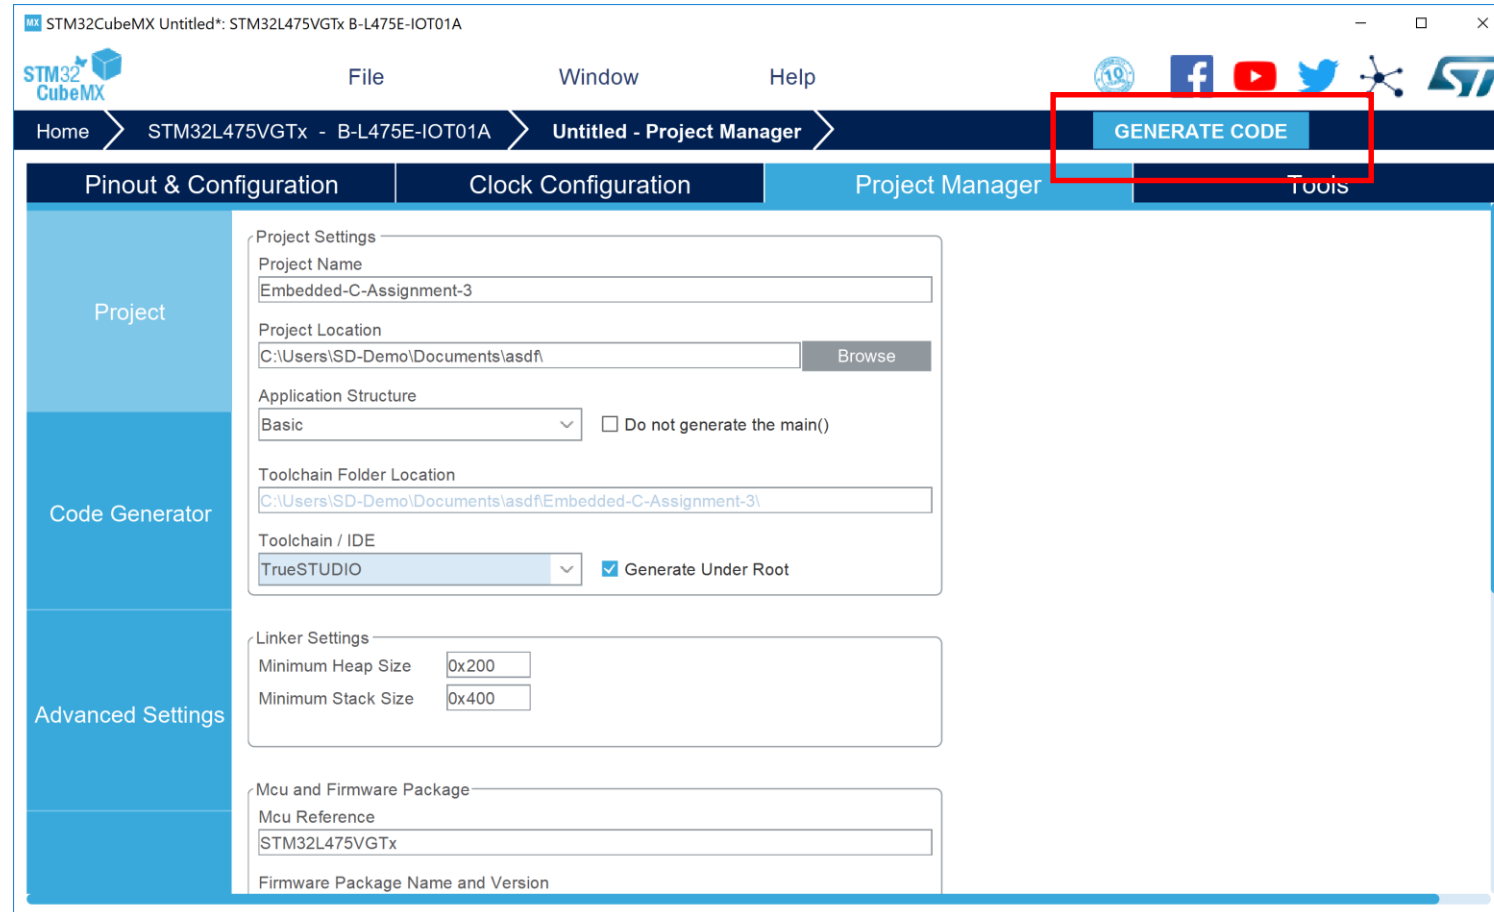 MX STM32CubeMX Untitled*: STM32L475VGTx B-L475E-IOT01A
STM32
CubeMX
File Window Help
10
ST
Home STM32L475VGTx - B-L475E-IOT01A Untitled - Project Manager GENERATE CODE
Pinout & Configuration Clock Configuration Project Manager Tools
Project
Code Generator
Advanced Settings
Project Settings
Project Name
Embedded-C-Assignment-3
Project Location
C:\Users\SD-Demo\Documents\asdf\ Browse
Application Structure
Basic Do not generate the main()
Toolchain Folder Location
C:\Users\SD-Demo\Documents\asdf\Embedded-C-Assignment-3\
Toolchain / IDE
TrueSTUDIO Generate Under Root
Linker Settings
Minimum Heap Size 0x200
Minimum Stack Size 0x400
Mcu and Firmware Package
Mcu Reference
STM32L475VGTx
Firmware Package Name and Version